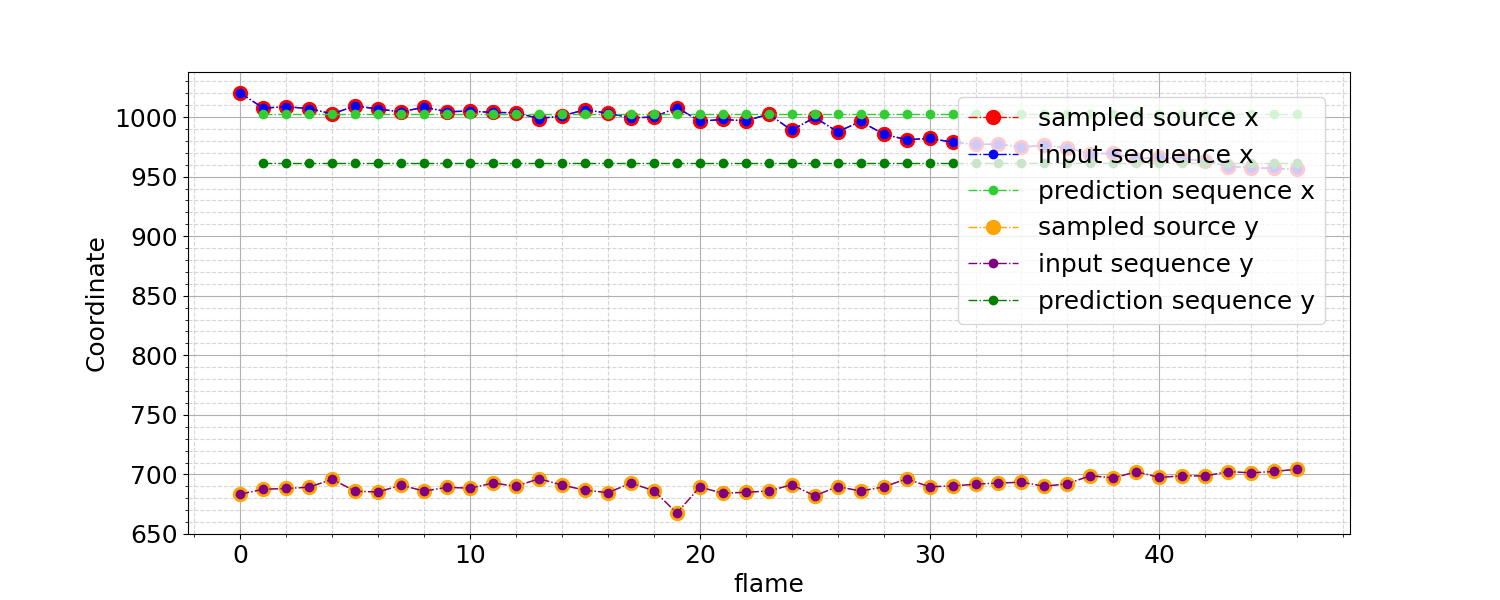 1000
950
900
850
800
750
700
650
Coordinate
sampled source x
input sequence x
prediction sequence x
sampled source y
input sequence y
prediction sequence y
0 10 20 30 40
flame